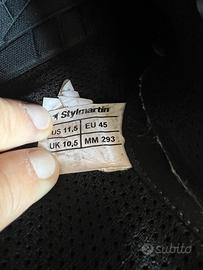 Stylmartin
US 11,5 EU 45
UK 10,5 MM 293
subito